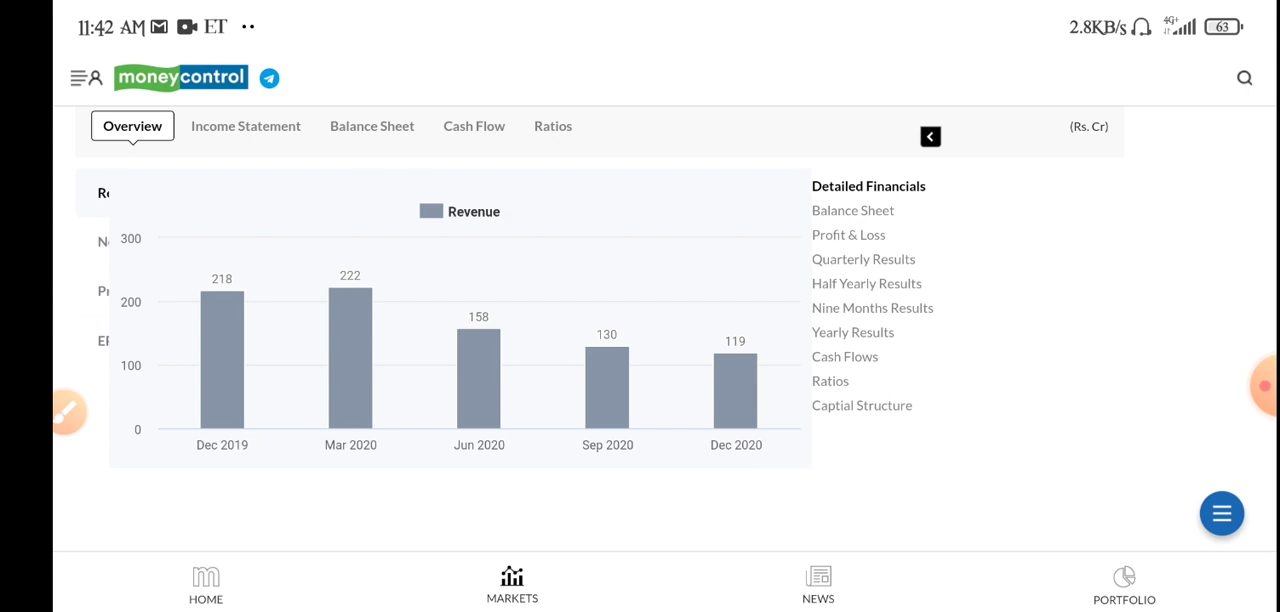 11:42 AM ET ••
2.8KB/s 4G+ 63
moneycontrol
Overview Income Statement Balance Sheet Cash Flow Ratios (Rs. Cr)
Revenue
300
200
100
0
218 222 158 130 119
Dec 2019 Mar 2020 Jun 2020 Sep 2020 Dec 2020
Detailed Financials
Balance Sheet
Profit & Loss
Quarterly Results
Half Yearly Results
Nine Months Results
Yearly Results
Cash Flows
Ratios
Captial Structure
HOME MARKETS NEWS PORTFOLIO